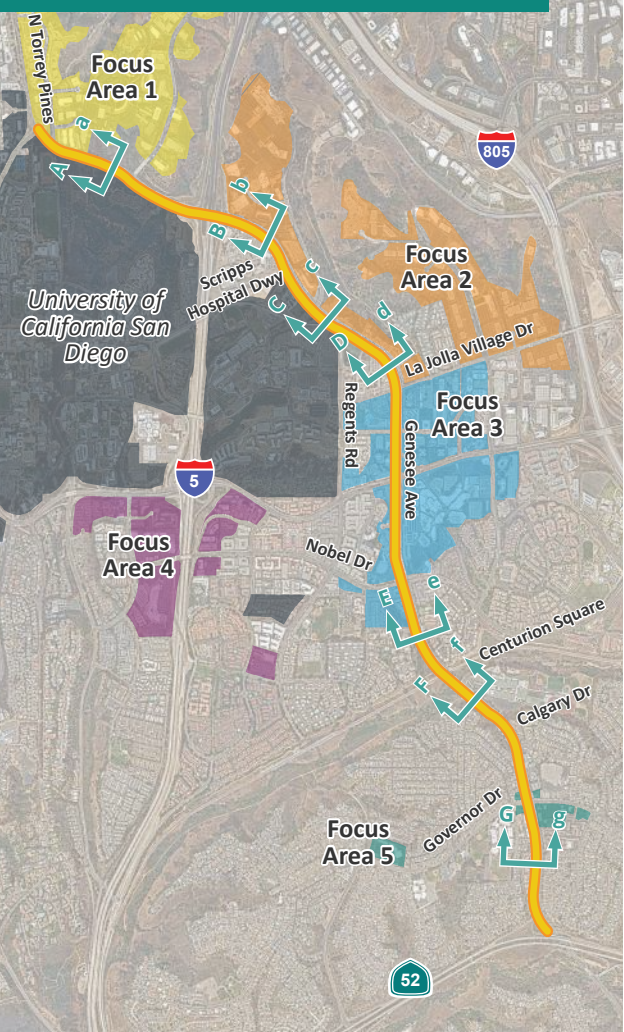 N Torrey Pines
Focus
Area 1
805
a
A
b
B
Scripps
Hospital Dwy
c
C
Focus
Area 2
d
D
University of
California San
Diego
La Jolla Village Dr
Regents Rd
Focus
Area 3
Genesee Ave
5
Focus
Area 4
Nobel Dr
e
E
Centurion Square
f
F
Calgary Dr
Governor Dr
G
g
Focus
Area 5
52